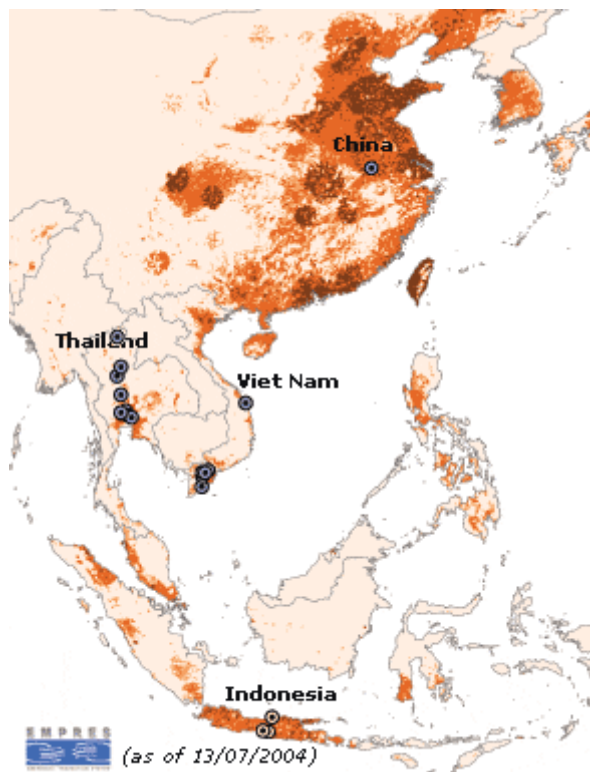 China
Thailand
Viet Nam
Indonesia
EMPRES
(as of 13/07/2004)